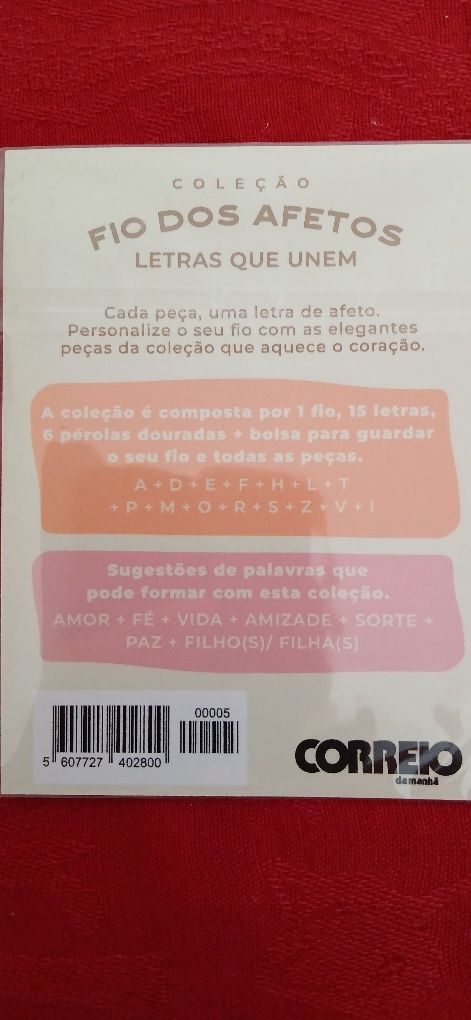 COLEÇÃO
FIO DOS AFETOS
LETRAS QUE UNEM
Cada peça, uma letra de afeto.
Personalize o seu fio com as elegantes
peças da coleção que aquece o coração.
A coleção é composta por 1 fio, 15 letras,
6 pérolas douradas + bolsa para guardar
o seu fio e todas as peças.
A + D + E + F + H + L + T
+ P + M + O + R + S + Z + V + I
Sugestões de palavras que
pode formar com esta coleção.
AMOR + FÉ + VIDA + AMIZADE + SORTE +
PAZ + FILHO(S)/ FILHA(S)
00005
5 607727 402800
CORREIO
da manhã